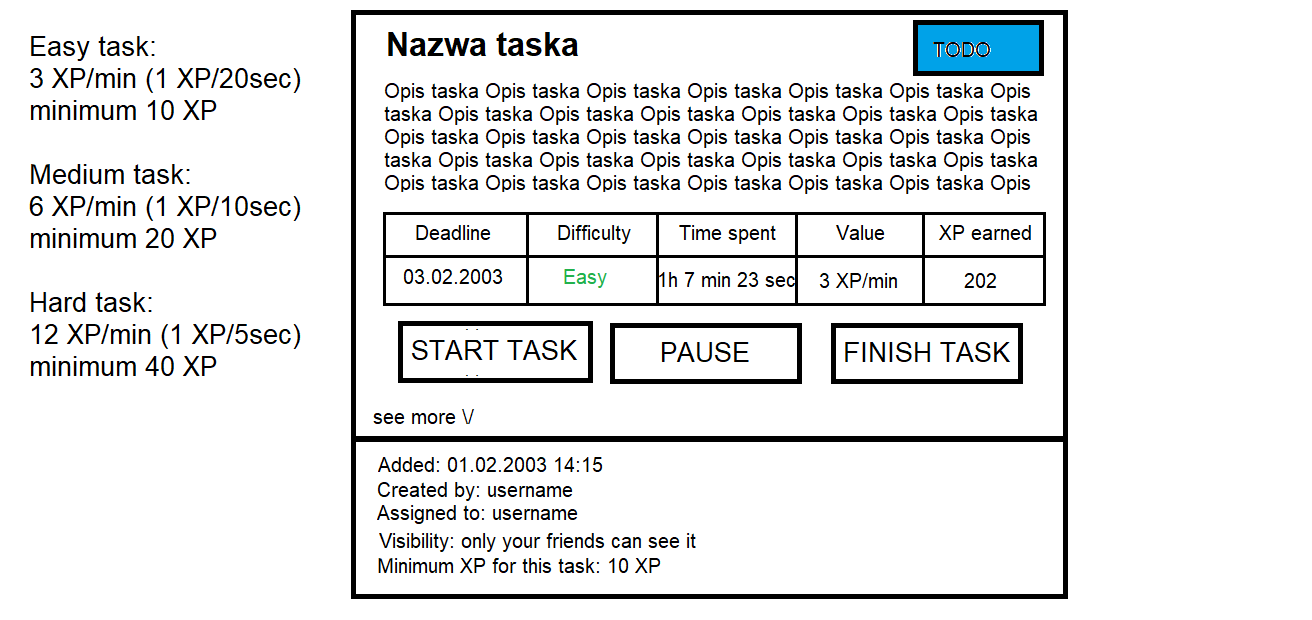 Easy task:
3 XP/min (1 XP/20sec)
minimum 10 XP
Medium task:
6 XP/min (1 XP/10sec)
minimum 20 XP
Hard task:
12 XP/min (1 XP/5sec)
minimum 40 XP
Nazwa taska
TODO
Opis taska Opis taska Opis taska Opis taska Opis taska Opis taska Opis
taska Opis taska Opis taska Opis taska Opis taska Opis taska Opis taska
Opis taska Opis taska Opis taska Opis taska Opis taska Opis taska Opis
taska Opis taska Opis taska Opis taska Opis taska Opis taska Opis taska
Opis taska Opis taska Opis taska Opis taska Opis taska Opis taska Opis
Deadline Difficulty Time spent Value XP earned
03.02.2003 Easy 1h 7 min 23 sec 3 XP/min 202
START TASK PAUSE FINISH TASK
see more \/
Added: 01.02.2003 14:15
Created by: username
Assigned to: username
Visibility: only your friends can see it
Minimum XP for this task: 10 XP